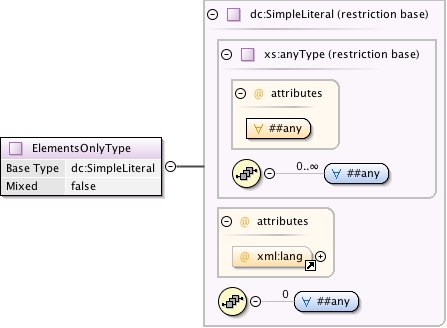 dc:SimpleLiteral (restriction base)
xs:anyType (restriction base)
@ attributes
∀ ##any
0..∞
∀ ##any
ElementsOnlyType
Base Type dc:SimpleLiteral
Mixed false
@ attributes
@ xml:lang
0
∀ ##any